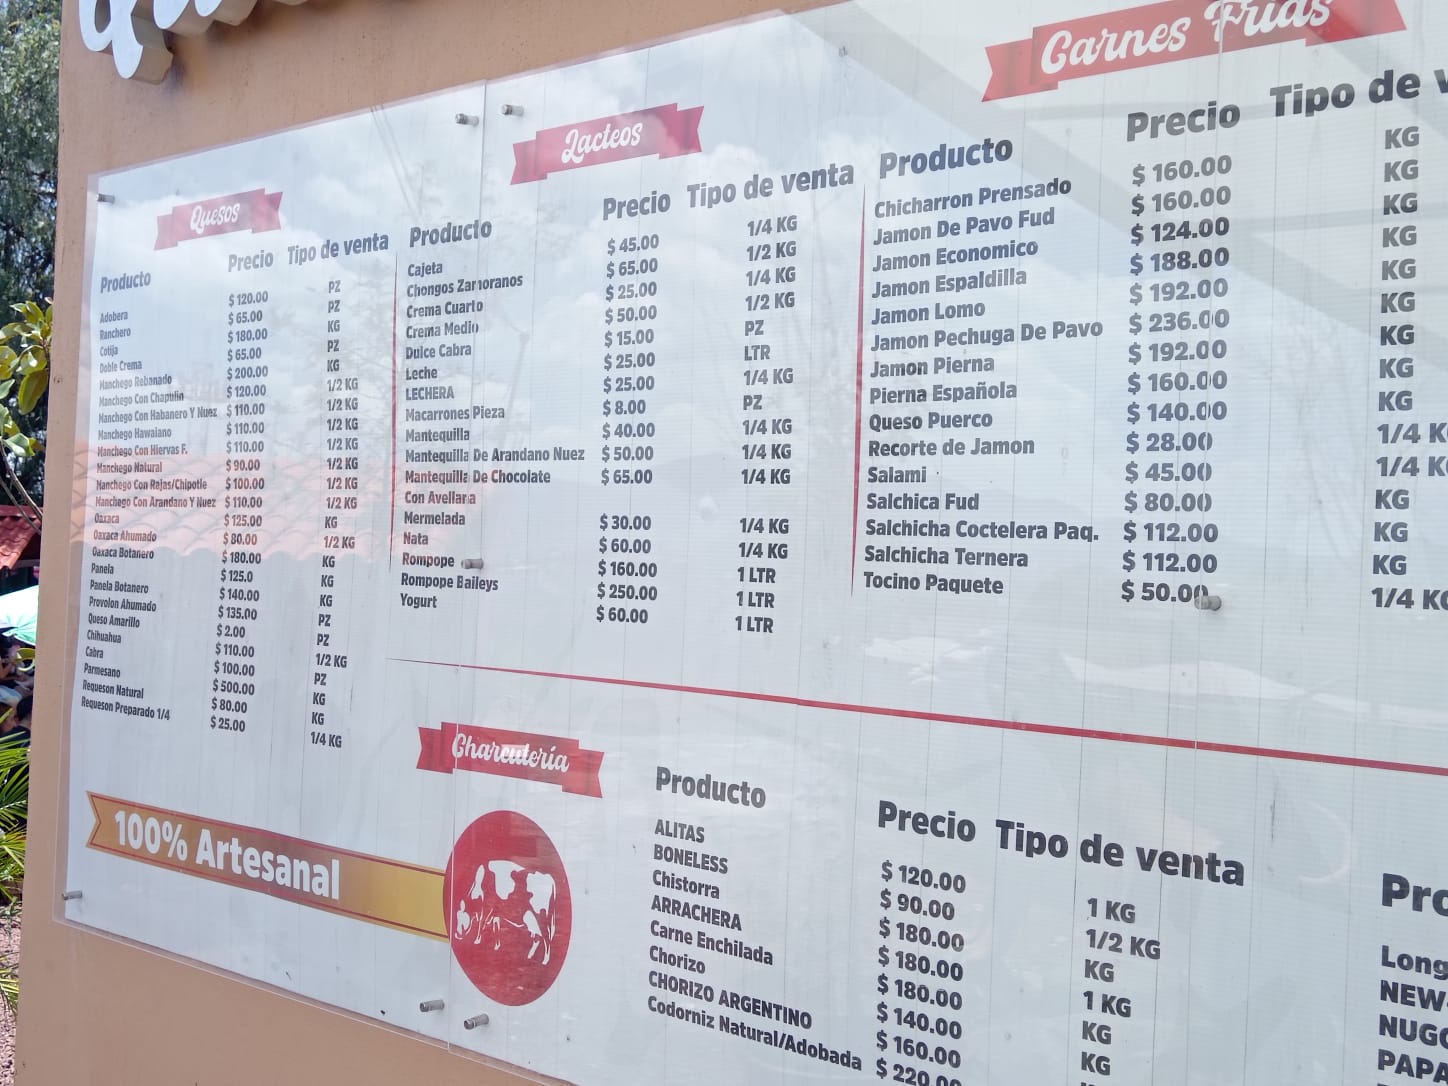 Quesos
Producto Precio Tipo de venta
Adobera $ 120.00 PZ
Ranchero $ 65.00 PZ
Cotija $ 180.00 KG
Doble Crema $ 65.00 PZ
Manchego Rebanado $ 200.00 KG
Manchego Con Chapulin $ 120.00 1/2 KG
Manchego Con Habanero Y Nuez $ 110.00 1/2 KG
Manchego Hawaiano $ 110.00 1/2 KG
Manchego Con Hiervas F. $ 110.00 1/2 KG
Manchego Natural $ 90.00 1/2 KG
Manchego Con Rajas/Chipotle $ 100.00 1/2 KG
Manchego Con Arandano Y Nuez $ 110.00 1/2 KG
Oaxaca $ 125.00 KG
Oaxaca Ahumado $ 80.00 1/2 KG
Oaxaca Botanero $ 180.00 KG
Panela $ 125.0 KG
Panela Botanero $ 140.00 KG
Provolon Ahumado $ 135.00 PZ
Queso Amarillo $ 2.00 PZ
Chihuahua $ 110.00 1/2 KG
Cabra $ 100.00 PZ
Parmesano $ 500.00 KG
Requeson Natural $ 80.00 KG
Requeson Preparado 1/4 $ 25.00 1/4 KG
Lacteos
Producto Precio Tipo de venta
Cajeta $ 45.00 1/4 KG
Chongos Zamoranos $ 65.00 1/2 KG
Crema Cuarto $ 25.00 1/4 KG
Crema Medio $ 50.00 1/2 KG
Dulce Cabra $ 15.00 PZ
Leche $ 25.00 LTR
LECHERA $ 25.00 1/4 KG
Macarrones Pieza $ 8.00 PZ
Mantequilla $ 40.00 1/4 KG
Mantequilla De Arandano Nuez $ 50.00 1/4 KG
Mantequilla De Chocolate $ 65.00 1/4 KG
Con Avellana
Mermelada $ 30.00 1/4 KG
Nata $ 60.00 1/4 KG
Rompope $ 160.00 1 LTR
Rompope Baileys $ 250.00 1 LTR
Yogurt $ 60.00 1 LTR
Carnes Frias
Producto Precio Tipo de
Chicharron Prensado $ 160.00 KG
Jamon De Pavo Fud $ 160.00 KG
Jamon Economico $ 124.00 KG
Jamon Espaldilla $ 188.00 KG
Jamon Lomo $ 192.00 KG
Jamon Pechuga De Pavo $ 236.00 KG
Jamon Pierna $ 192.00 KG
Pierna Española $ 160.00 KG
Queso Puerco $ 140.00 KG
Recorte de Jamon $ 28.00 1/4 KG
Salami $ 45.00 1/4 KG
Salchica Fud $ 80.00 KG
Salchicha Coctelera Paq. $ 112.00 KG
Salchicha Ternera $ 112.00 KG
Tocino Paquete $ 50.00 1/4 KG
100% Artesanal
Charcutería
Producto Precio Tipo de venta
ALITAS $ 120.00 1 KG
BONELESS $ 90.00 1/2 KG
Chistorra $ 180.00 KG
ARRACHERA $ 180.00 1 KG
Carne Enchilada $ 180.00 KG
Chorizo $ 140.00 KG
CHORIZO ARGENTINO $ 160.00
Codorniz Natural/Adobada $ 220.00